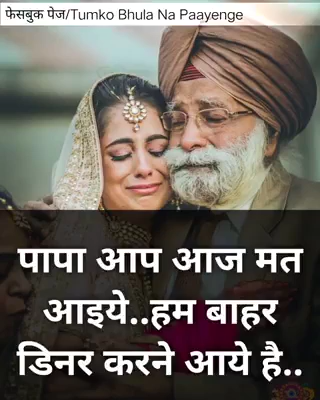 फेसबुक पेज/Tumko Bhula Na Paayenge
पापा आप आज मत
आइये..हम बाहर
डिनर करने आये है..